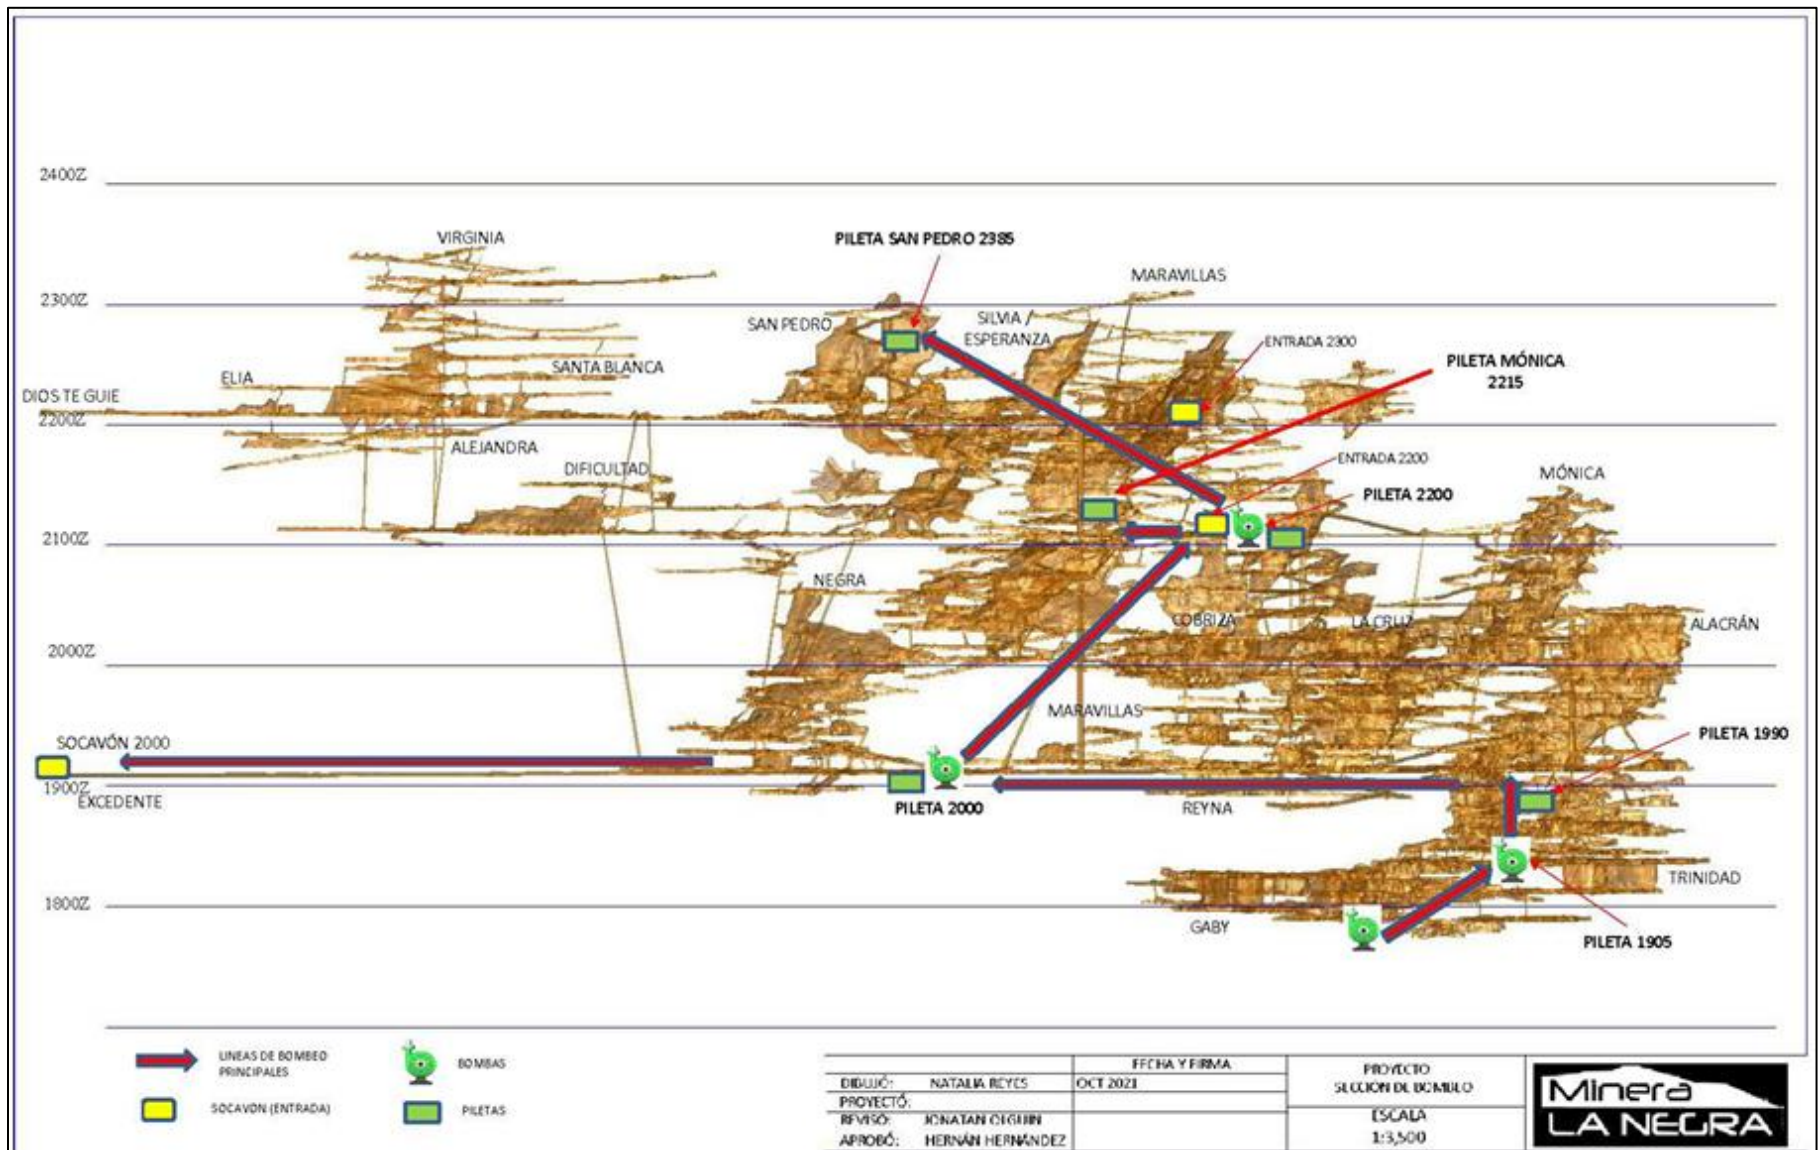 2400Z
VIRGINIA
PILETA SAN PEDRO 2385
MARAVILLAS
2300Z
SAN PEDRO
SILVIA /
ESPERANZA
ENTRADA 2300
PILETA MÓNICA
2215
SANTA BLANCA
ELIA
DIOS TE GUIE
2200Z
ALEJANDRA
DIFICULTAD
ENTRADA 2200
MÓNICA
PILETA 2200
2100Z
NEGRA
COBRIZA
LA CRUZ
ALACRÁN
2000Z
MARAVILLAS
PILETA 1990
SOCAVÓN 2000
1900Z
EXCEDENTE
PILETA 2000
REYNA
TRINIDAD
1800Z
GABY
PILETA 1905
LINEAS DE BOMBEO
PRINCIPALES
BOMBAS
SOCAVON (ENTRADA)
PILETAS
FECHA Y FIRMA
DIBUJÓ: NATALIA REYES OCT 2021
PROYECTÓ:
REVISÓ: JONATAN OLGUIN
APROBÓ: HERNÁN HERNÁNDEZ
PROYECTO
SECCIÓN DE BOMBEO
ESCALA
1:3,500
Minera
LA NEGRA